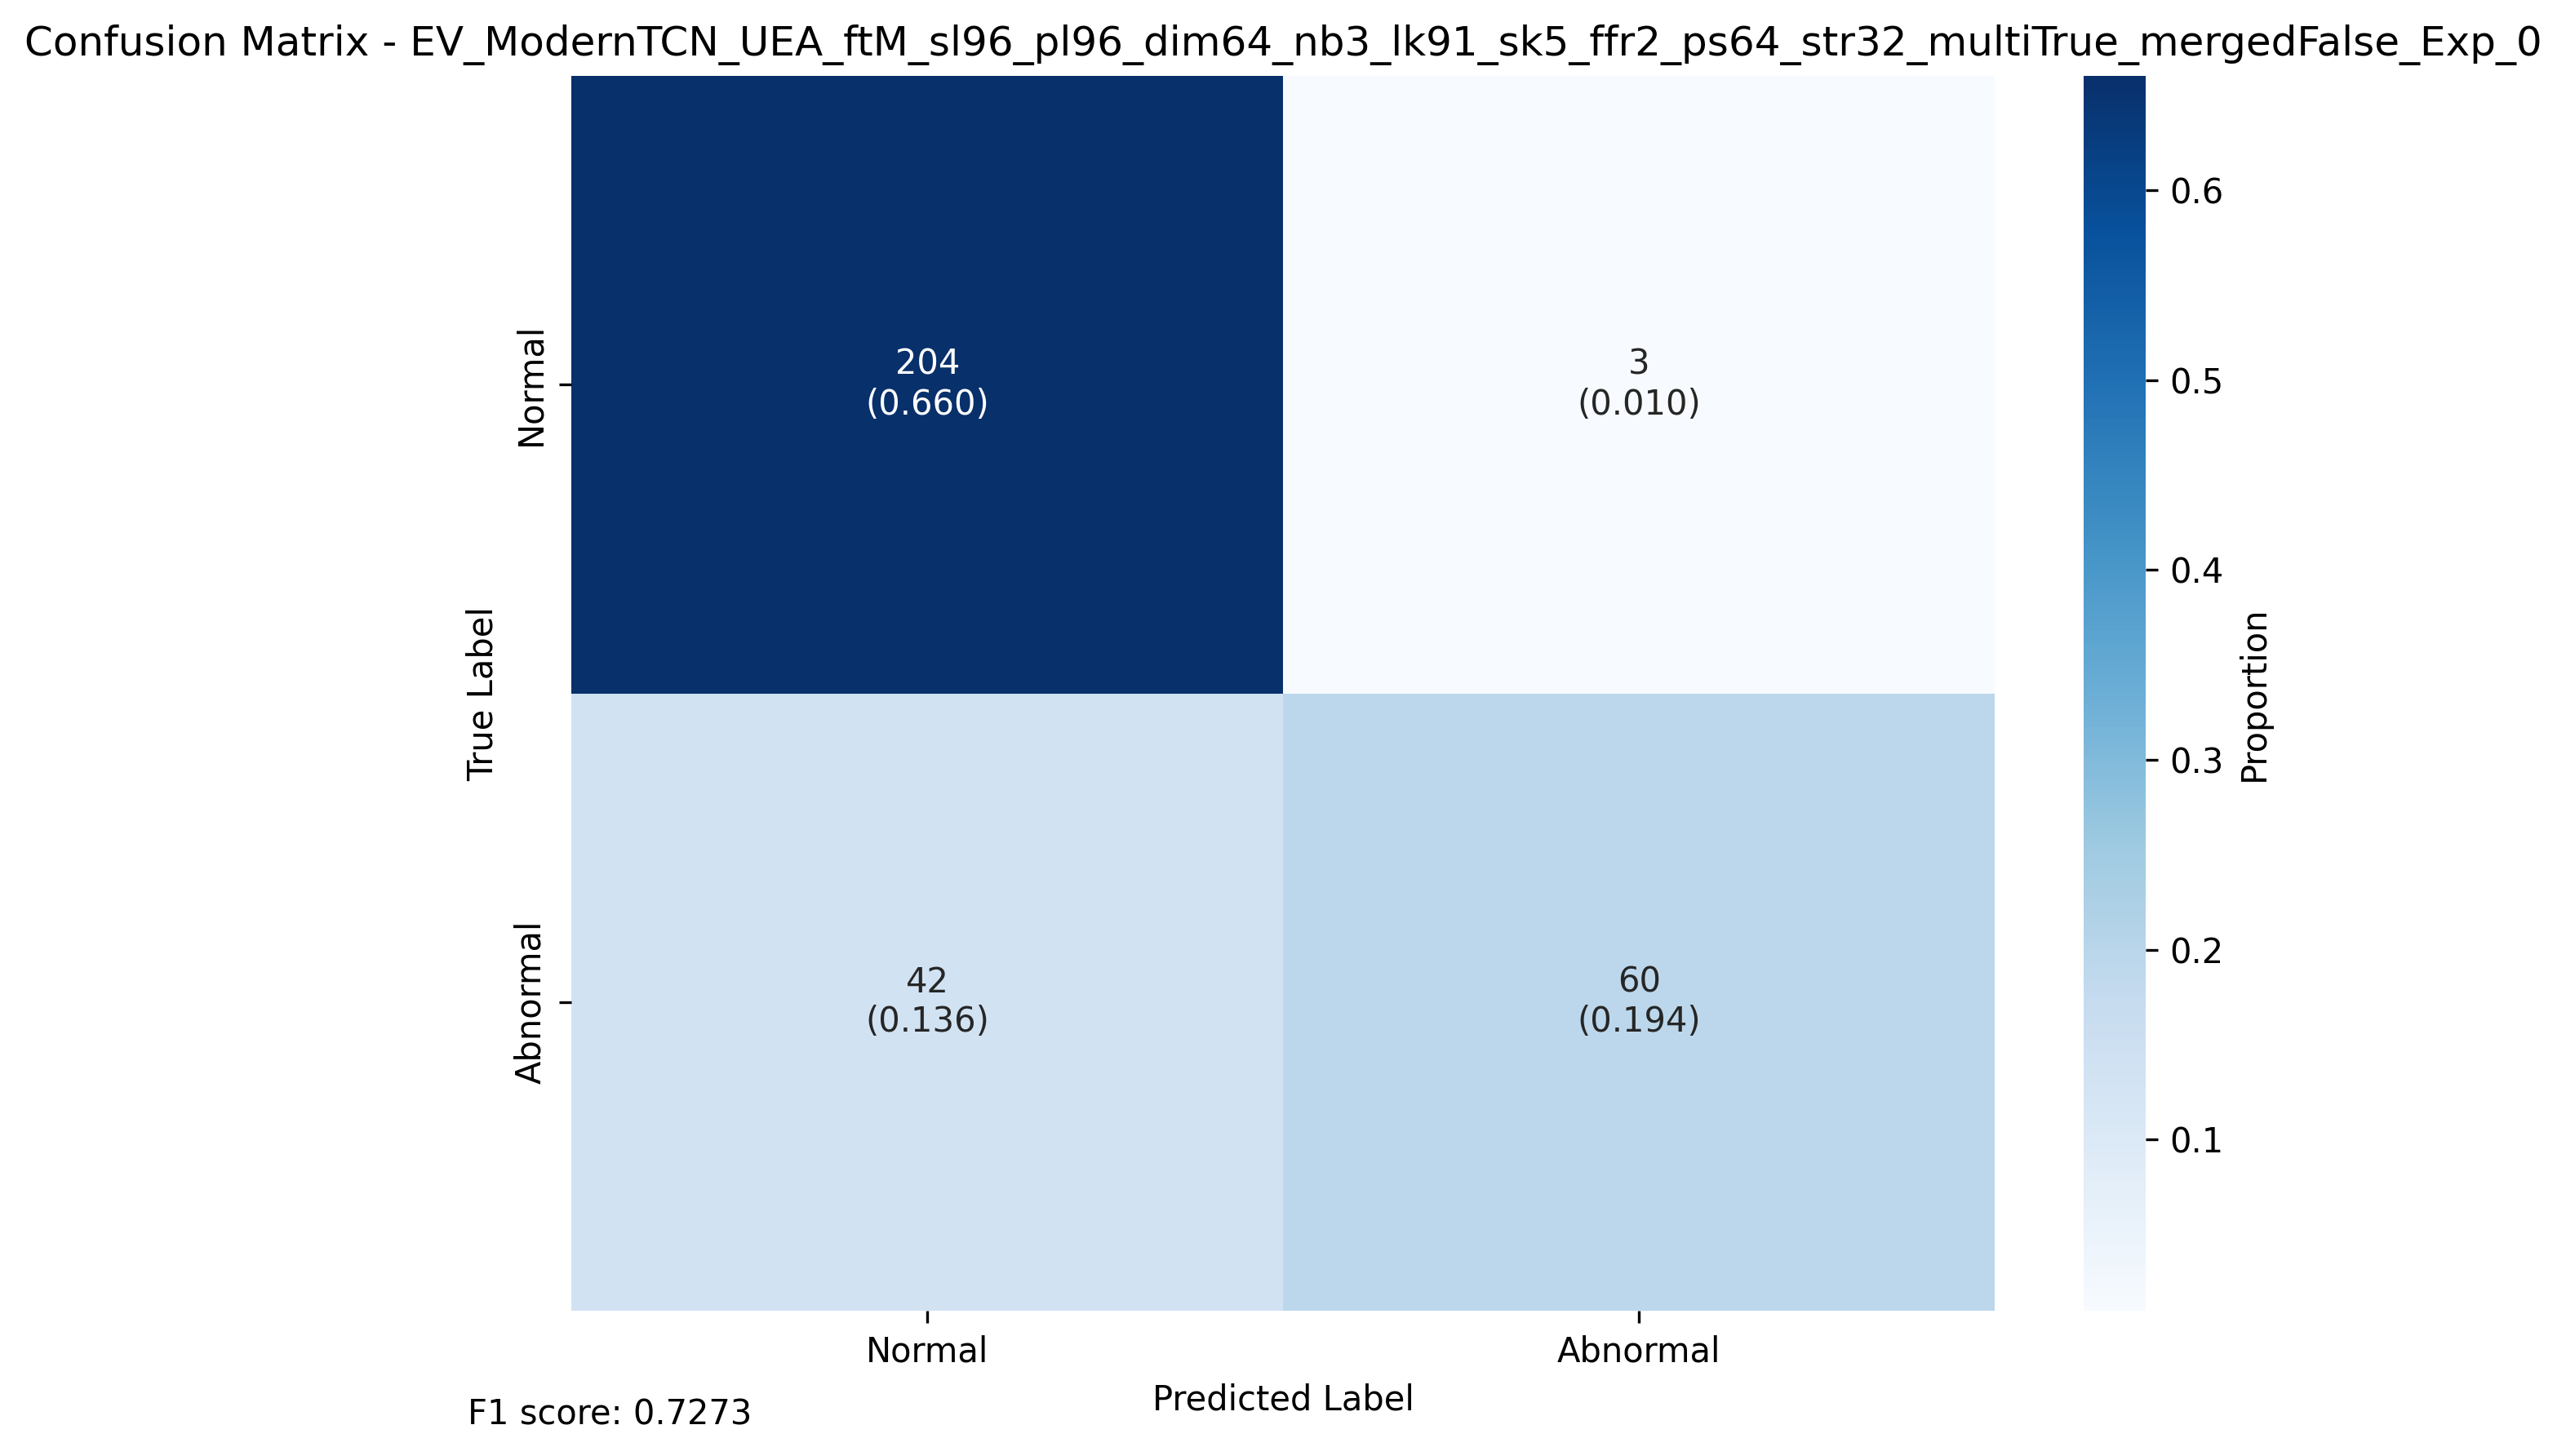 Confusion Matrix - EV_ModernTCN_UEA_ftM_sl96_pl96_dim64_nb3_lk91_sk5_ffr2_ps64_str32_multiTrue_mergedFalse_Exp_0
True Label
Normal
Abnormal
204
(0.660)
3
(0.010)
42
(0.136)
60
(0.194)
0.6
0.5
0.4
0.3
0.2
0.1
Proportion
Normal
Abnormal
Predicted Label
F1 score: 0.7273